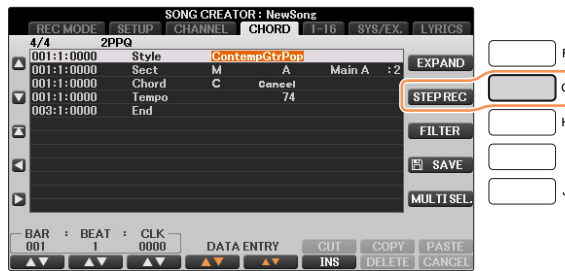 SONG CREATOR : NewSong
REC MODE SETUP CHANNEL CHORD 1-16 SYS/EX. LYRICS
4/4 2PPQ
001:1:0000 Style ContempGtrPop
001:1:0000 Sect M A Main A :2
001:1:0000 Chord C Cancel
001:1:0000 Tempo 74
003:1:0000 End
EXPAND
STEP REC
FILTER
SAVE
MULTI SEL.
BAR : BEAT : CLK
001 1 0000 DATA ENTRY CUT COPY PASTE
INS DELETE CANCEL